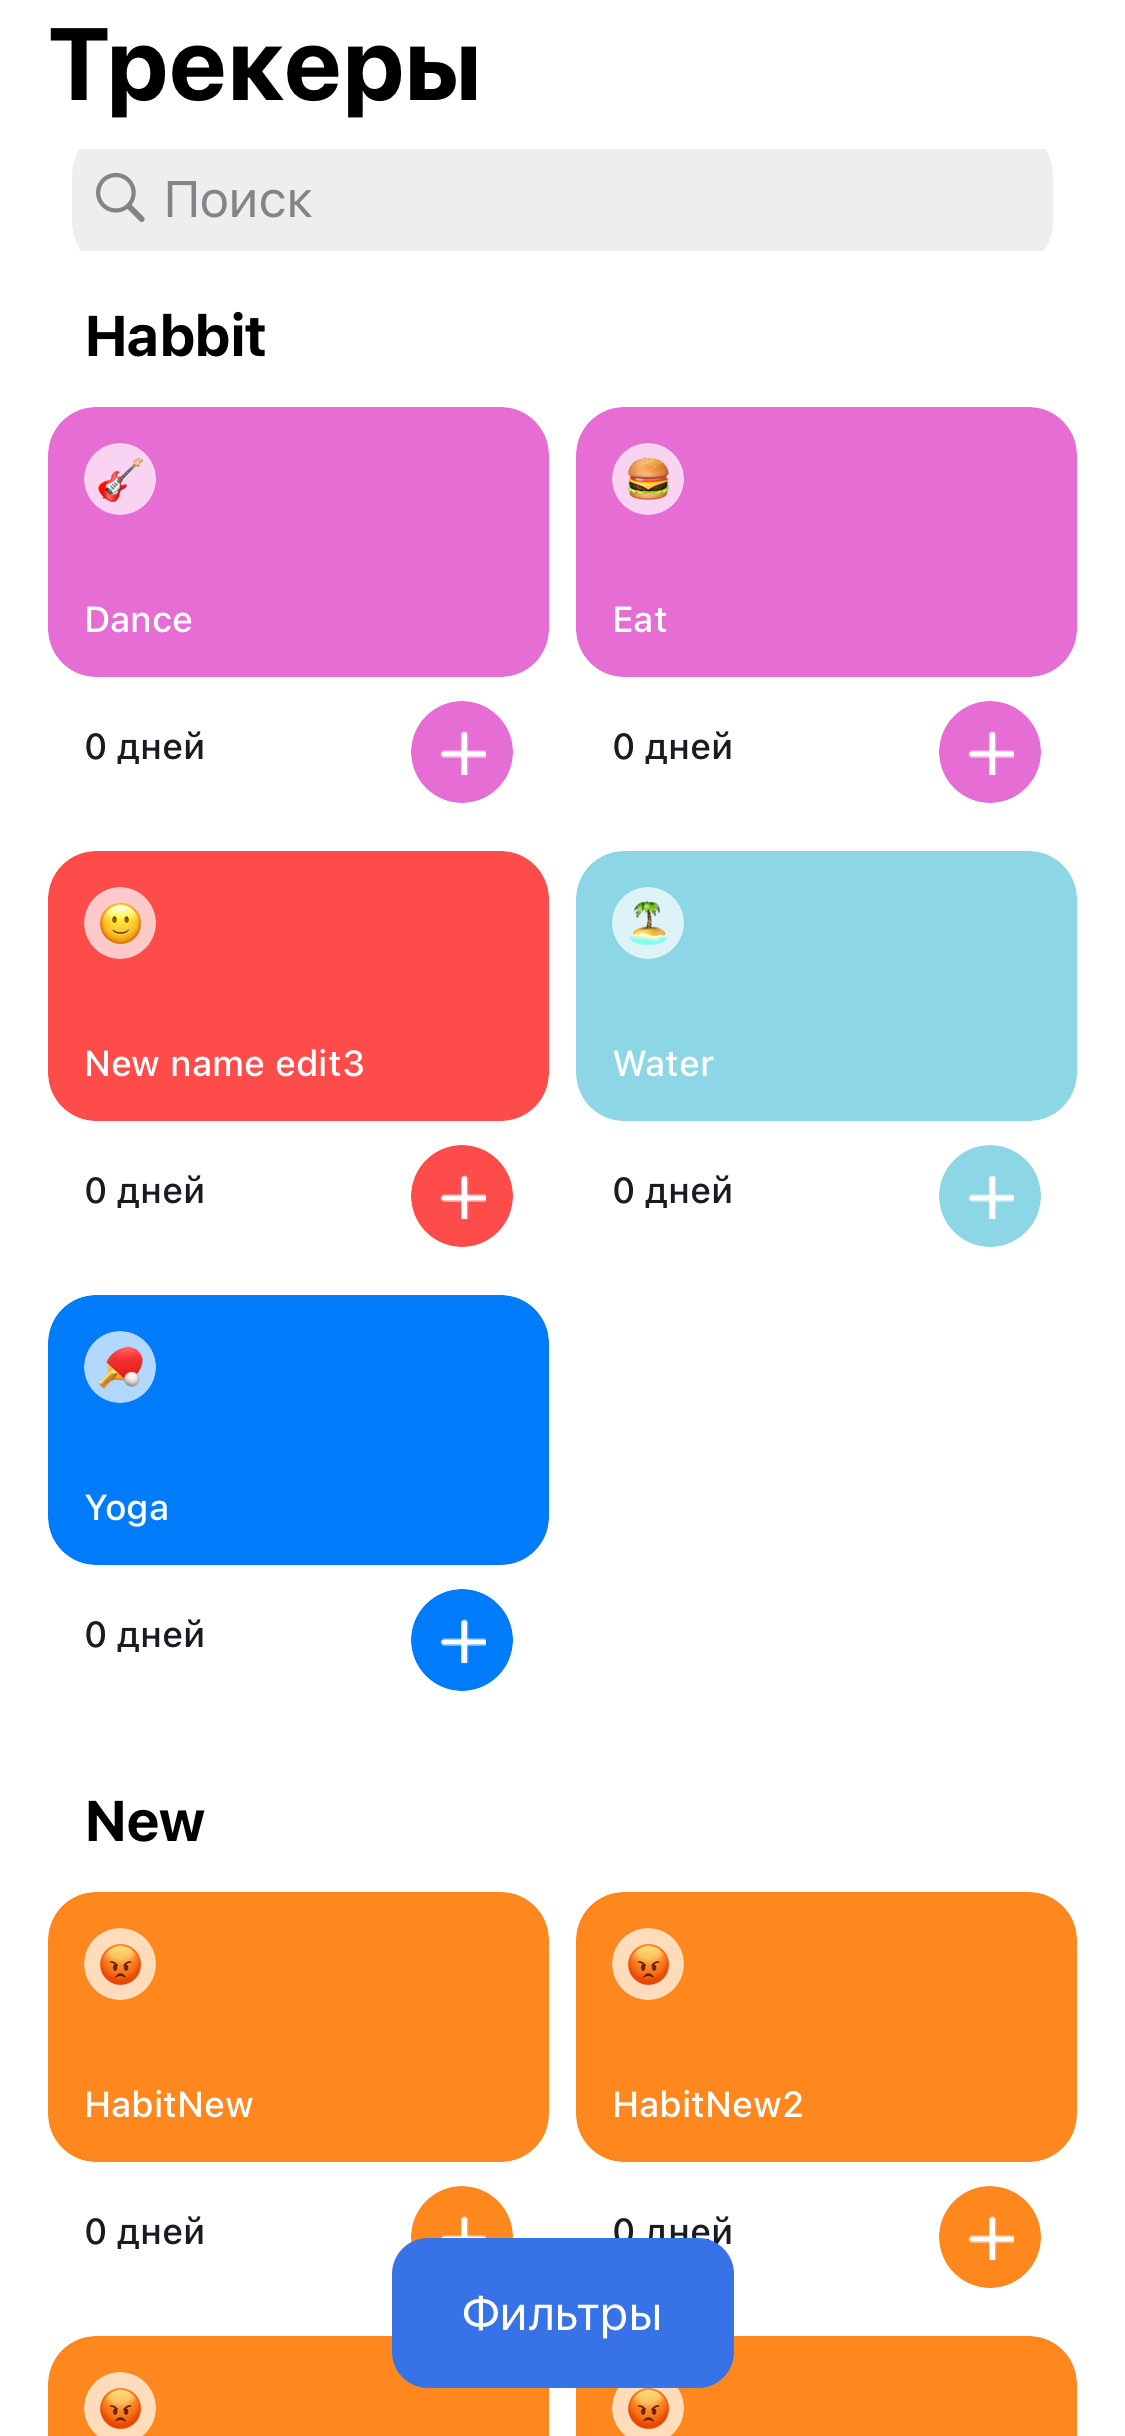 Трекеры
Поиск
Habbit
Dance
Eat
0 дней
0 дней
New name edit3
Water
0 дней
0 дней
Yoga
0 дней
New
HabitNew
HabitNew2
0 дней
0 дней
Фильтры